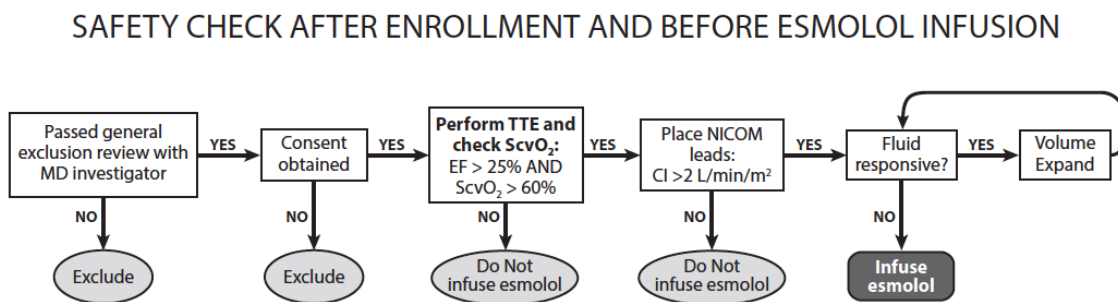 SAFETY CHECK AFTER ENROLLMENT AND BEFORE ESMOLOL INFUSION
Passed general
exclusion review with
MD investigator
YES
NO
Exclude
Consent
obtained
YES
NO
Exclude
Perform TTE and
check ScvO₂:
EF > 25% AND
ScvO₂ > 60%
YES
NO
Do Not
infuse esmolol
Place NICOM
leads:
CI >2 L/min/m²
YES
NO
Do Not
infuse esmolol
Fluid
responsive?
YES
NO
Infuse
esmolol
Volume
Expand